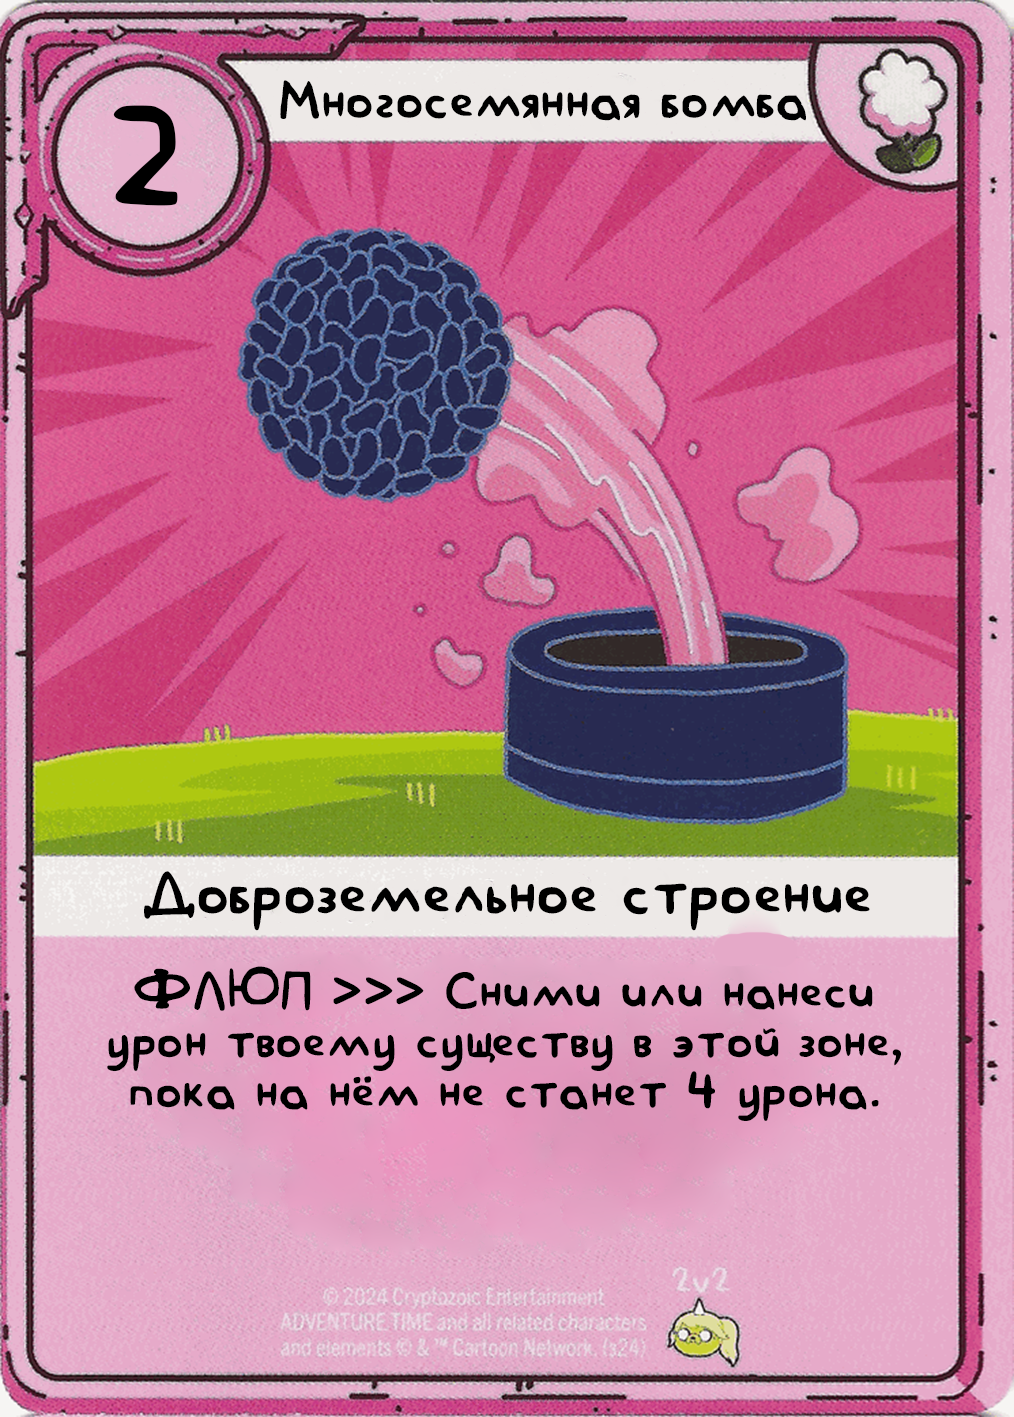 2
Многосемянная бомба
Доброземельное строение
ФЛЮП >>> Сними или нанеси
урон твоему существу в этой зоне,
пока на нём не станет 4 урона.
2v2
© 2024 Cryptozoic Entertainment
ADVENTURE TIME and all related characters
and elements © & ™ Cartoon Network. (s24)